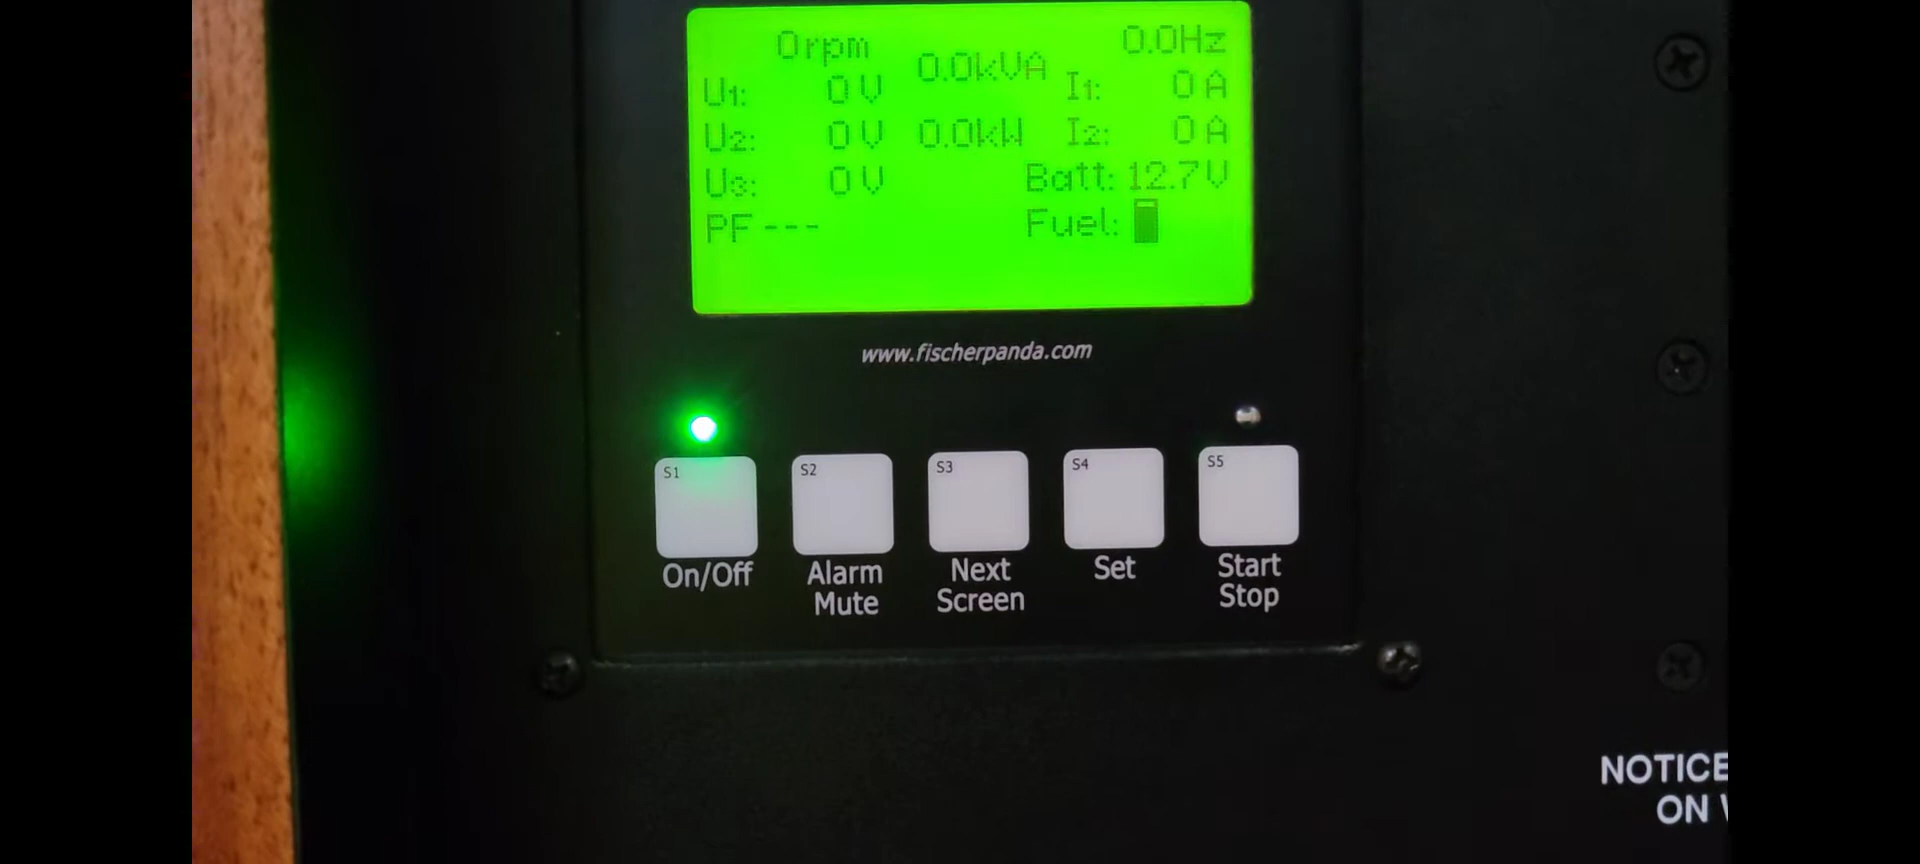 0rpm 0.0kVA 0.0Hz
U1: 0 V I1: 0 A
U2: 0 V 0.0kW I2: 0 A
U3: 0 V Batt: 12.7V
PF --- Fuel:
www.fischerpanda.com
S1 S2 S3 S4 S5
On/Off Alarm Mute Next Screen Set Start Stop
NOTICE
ON